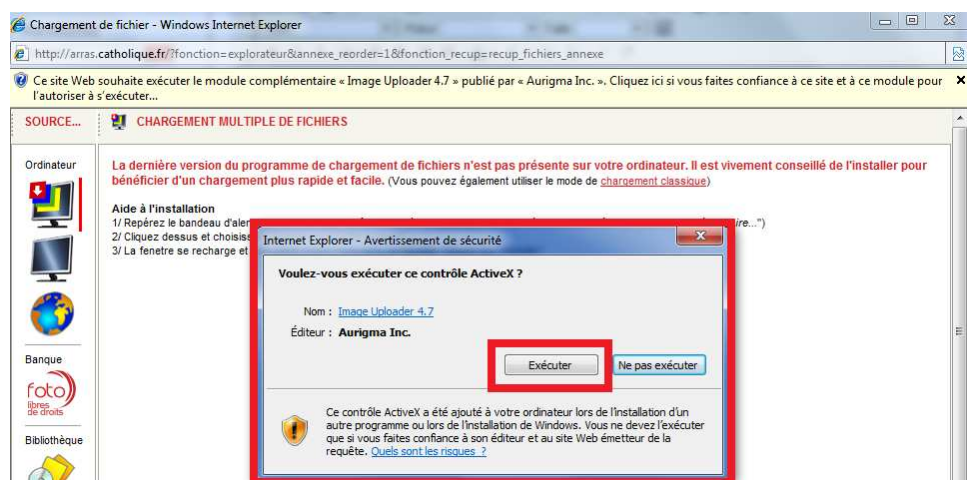 Chargement de fichier - Windows Internet Explorer
http://arras.catholique.fr/?fonction=explorateur&annexe_reorder=1&fonction_recup=recup_fichiers_annexe
Ce site Web souhaite exécuter le module complémentaire « Image Uploader 4.7 » publié par « Aurigma Inc. ». Cliquez ici si vous faites confiance à ce site et à ce module pour
l'autoriser à s'exécuter...
SOURCE...
CHARGEMENT MULTIPLE DE FICHIERS
Ordinateur
La dernière version du programme de chargement de fichiers n'est pas présente sur votre ordinateur. Il est vivement conseillé de l'installer pour
bénéficier d'un chargement plus rapide et facile. (Vous pouvez également utiliser le mode de chargement classique)
Aide à l'installation
1/ Repérez le bandeau
2/ Cliquez dessus et
3/ La fenetre se recharge et
Internet Explorer - Avertissement de sécurité
Voulez-vous exécuter ce contrôle ActiveX ?
Nom : Image Uploader 4.7
Éditeur : Aurigma Inc.
Exécuter
Ne pas exécuter
Ce contrôle ActiveX a été ajouté à votre ordinateur lors de l'installation d'un
autre programme ou lors de l'installation de Windows. Vous ne devez l'exécuter
que si vous faites confiance à son éditeur et au site Web émetteur de la
requête. Quels sont les risques ?
Banque
foto
libres
de droits
Bibliothèque